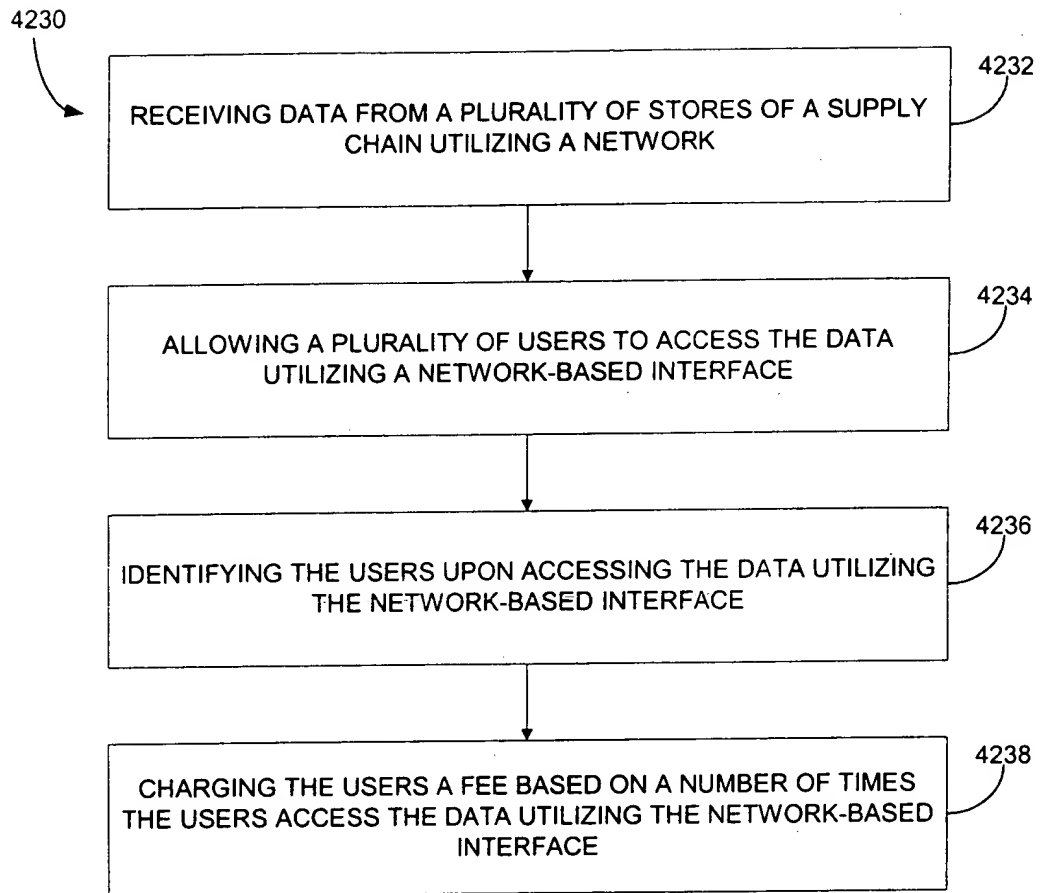 4230
4232
RECEIVING DATA FROM A PLURALITY OF STORES OF A SUPPLY
CHAIN UTILIZING A NETWORK
4234
ALLOWING A PLURALITY OF USERS TO ACCESS THE DATA
UTILIZING A NETWORK-BASED INTERFACE
4236
IDENTIFYING THE USERS UPON ACCESSING THE DATA UTILIZING
THE NETWORK-BASED INTERFACE
4238
CHARGING THE USERS A FEE BASED ON A NUMBER OF TIMES
THE USERS ACCESS THE DATA UTILIZING THE NETWORK-BASED
INTERFACE